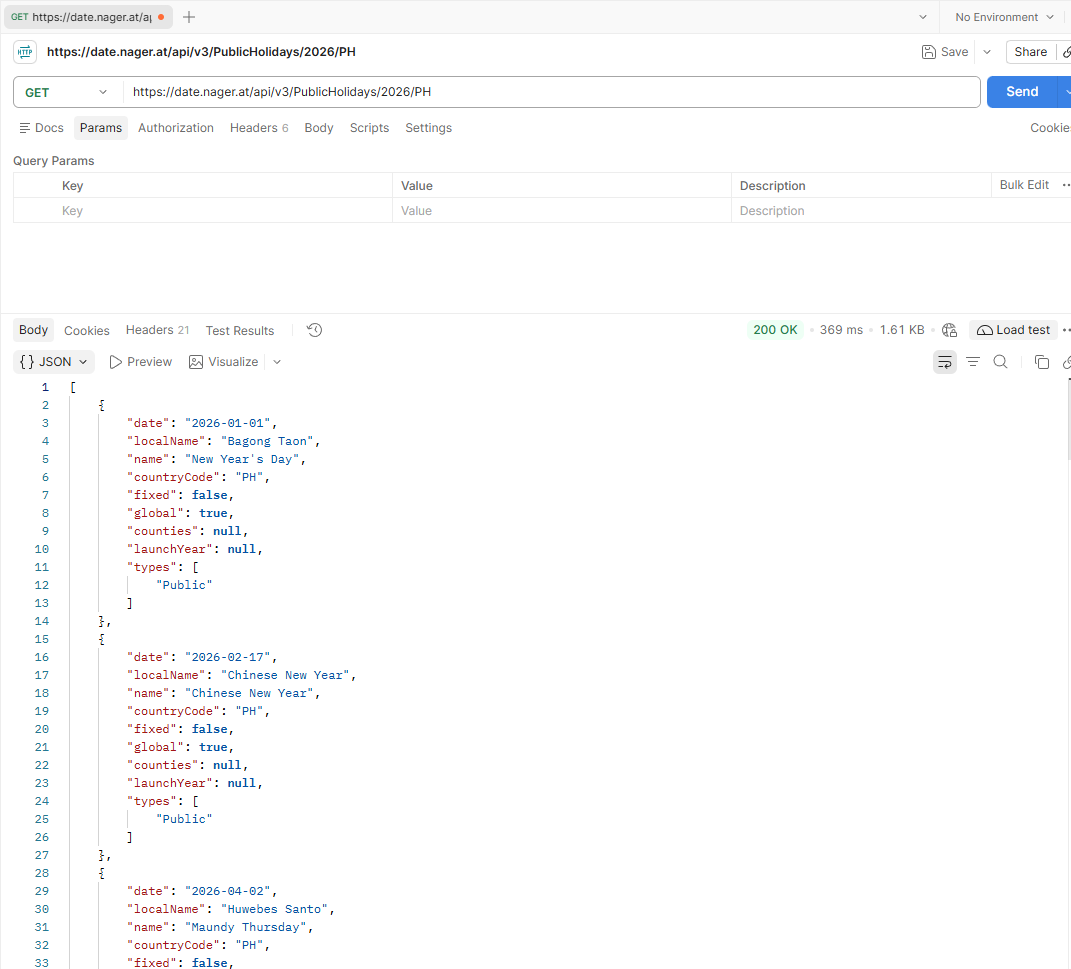 GET https://date.nager.at/a
No Environment
HTTP https://date.nager.at/api/v3/PublicHolidays/2026/PH
Save
Share
GET https://date.nager.at/api/v3/PublicHolidays/2026/PH
Send
Docs Params Authorization Headers 6 Body Scripts Settings
Cookies
Query Params
Key Value Description Bulk Edit
Key Value Description
Body Cookies Headers 21 Test Results
200 OK • 369 ms • 1.61 KB • Load test
{} JSON Preview Visualize
1 [
2 {
3 "date": "2026-01-01",
4 "localName": "Bagong Taon",
5 "name": "New Year's Day",
6 "countryCode": "PH",
7 "fixed": false,
8 "global": true,
9 "counties": null,
10 "launchYear": null,
11 "types": [
12 "Public"
13 ]
14 },
15 {
16 "date": "2026-02-17",
17 "localName": "Chinese New Year",
18 "name": "Chinese New Year",
19 "countryCode": "PH",
20 "fixed": false,
21 "global": true,
22 "counties": null,
23 "launchYear": null,
24 "types": [
25 "Public"
26 ]
27 },
28 {
29 "date": "2026-04-02",
30 "localName": "Huwebes Santo",
31 "name": "Maundy Thursday",
32 "countryCode": "PH",
33 "fixed": false,